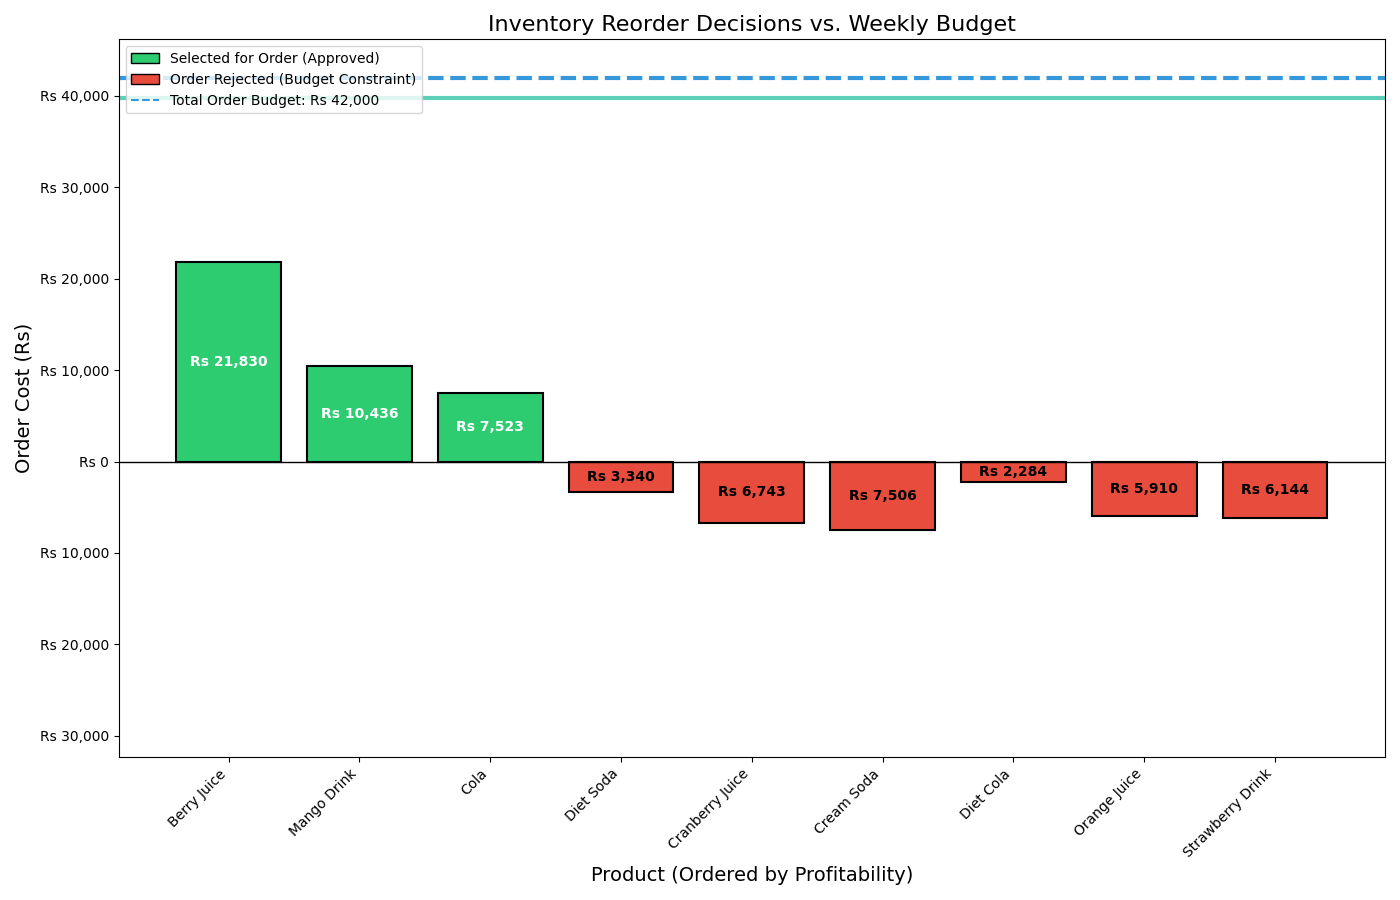 Inventory Reorder Decisions vs. Weekly Budget
Selected for Order (Approved)
Order Rejected (Budget Constraint)
Total Order Budget: Rs 42,000
Order Cost (Rs)
Rs 40,000
Rs 30,000
Rs 20,000
Rs 10,000
Rs 0
Rs 10,000
Rs 20,000
Rs 30,000
Rs 21,830
Rs 10,436
Rs 7,523
Rs 3,340
Rs 6,743
Rs 7,506
Rs 2,284
Rs 5,910
Rs 6,144
Berry Juice
Mango Drink
Cola
Diet Soda
Cranberry Juice
Cream Soda
Diet Cola
Orange Juice
Strawberry Drink
Product (Ordered by Profitability)